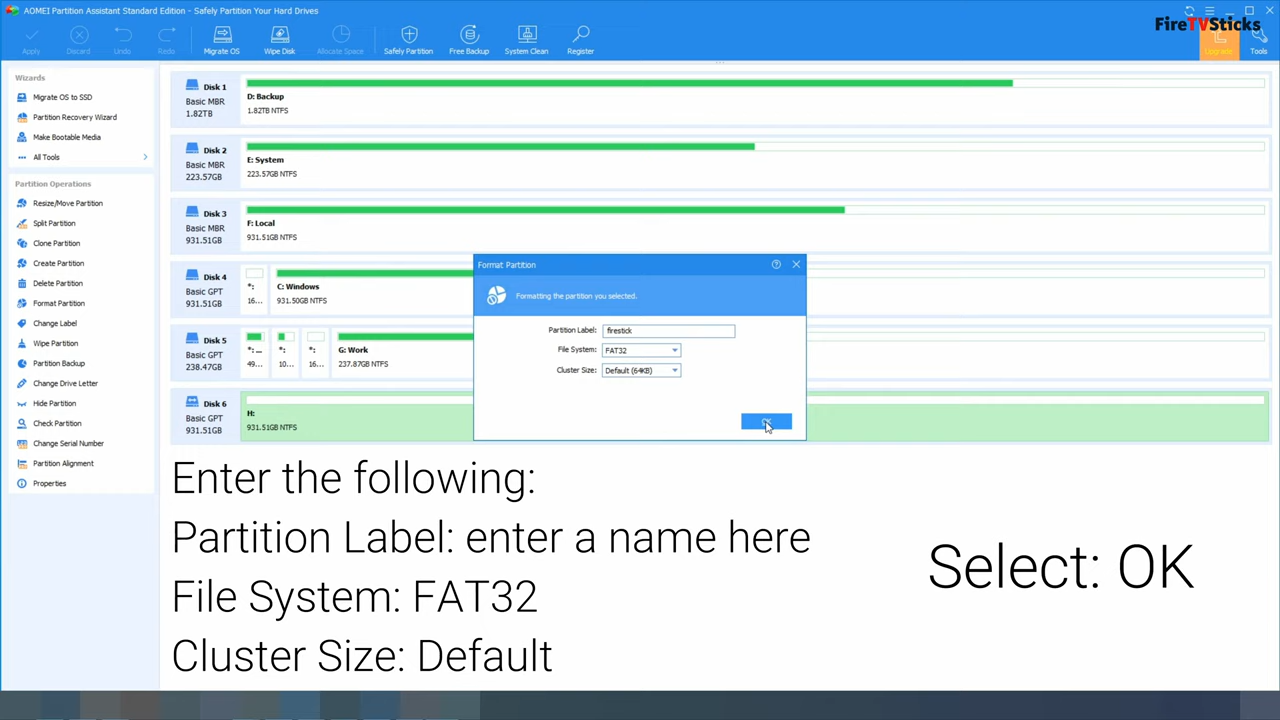 AOMEI Partition Assistant Standard Edition - Safely Partition Your Hard Drives
FireTVSticks
Apply
Discard
Undo
Redo
Migrate OS
Wipe Disk
Allocate Space
Safely Partition
Free Backup
System Clean
Register
Upgrade
Tools
Wizards
Migrate OS to SSD
Partition Recovery Wizard
Make Bootable Media
All Tools
Partition Operations
Resize/Move Partition
Split Partition
Clone Partition
Create Partition
Delete Partition
Format Partition
Change Label
Wipe Partition
Partition Backup
Change Drive Letter
Hide Partition
Check Partition
Change Serial Number
Partition Alignment
Properties
Disk 1
Basic MBR
1.82TB
D: Backup
1.82TB NTFS
Disk 2
Basic MBR
223.57GB
E: System
223.57GB NTFS
Disk 3
Basic MBR
931.51GB
F: Local
931.51GB NTFS
Disk 4
Basic GPT
931.51GB
*:
16...
C: Windows
931.50GB NTFS
Disk 5
Basic GPT
238.47GB
*: ...
49...
*:
10...
*:
16...
G: Work
237.87GB NTFS
Disk 6
Basic GPT
931.51GB
H:
931.51GB NTFS
Format Partition
Formatting the partition you selected.
Partition Label: firestick
File System: FAT32
Cluster Size: Default (64KB)
Enter the following:
Partition Label: enter a name here
File System: FAT32
Cluster Size: Default
Select: OK